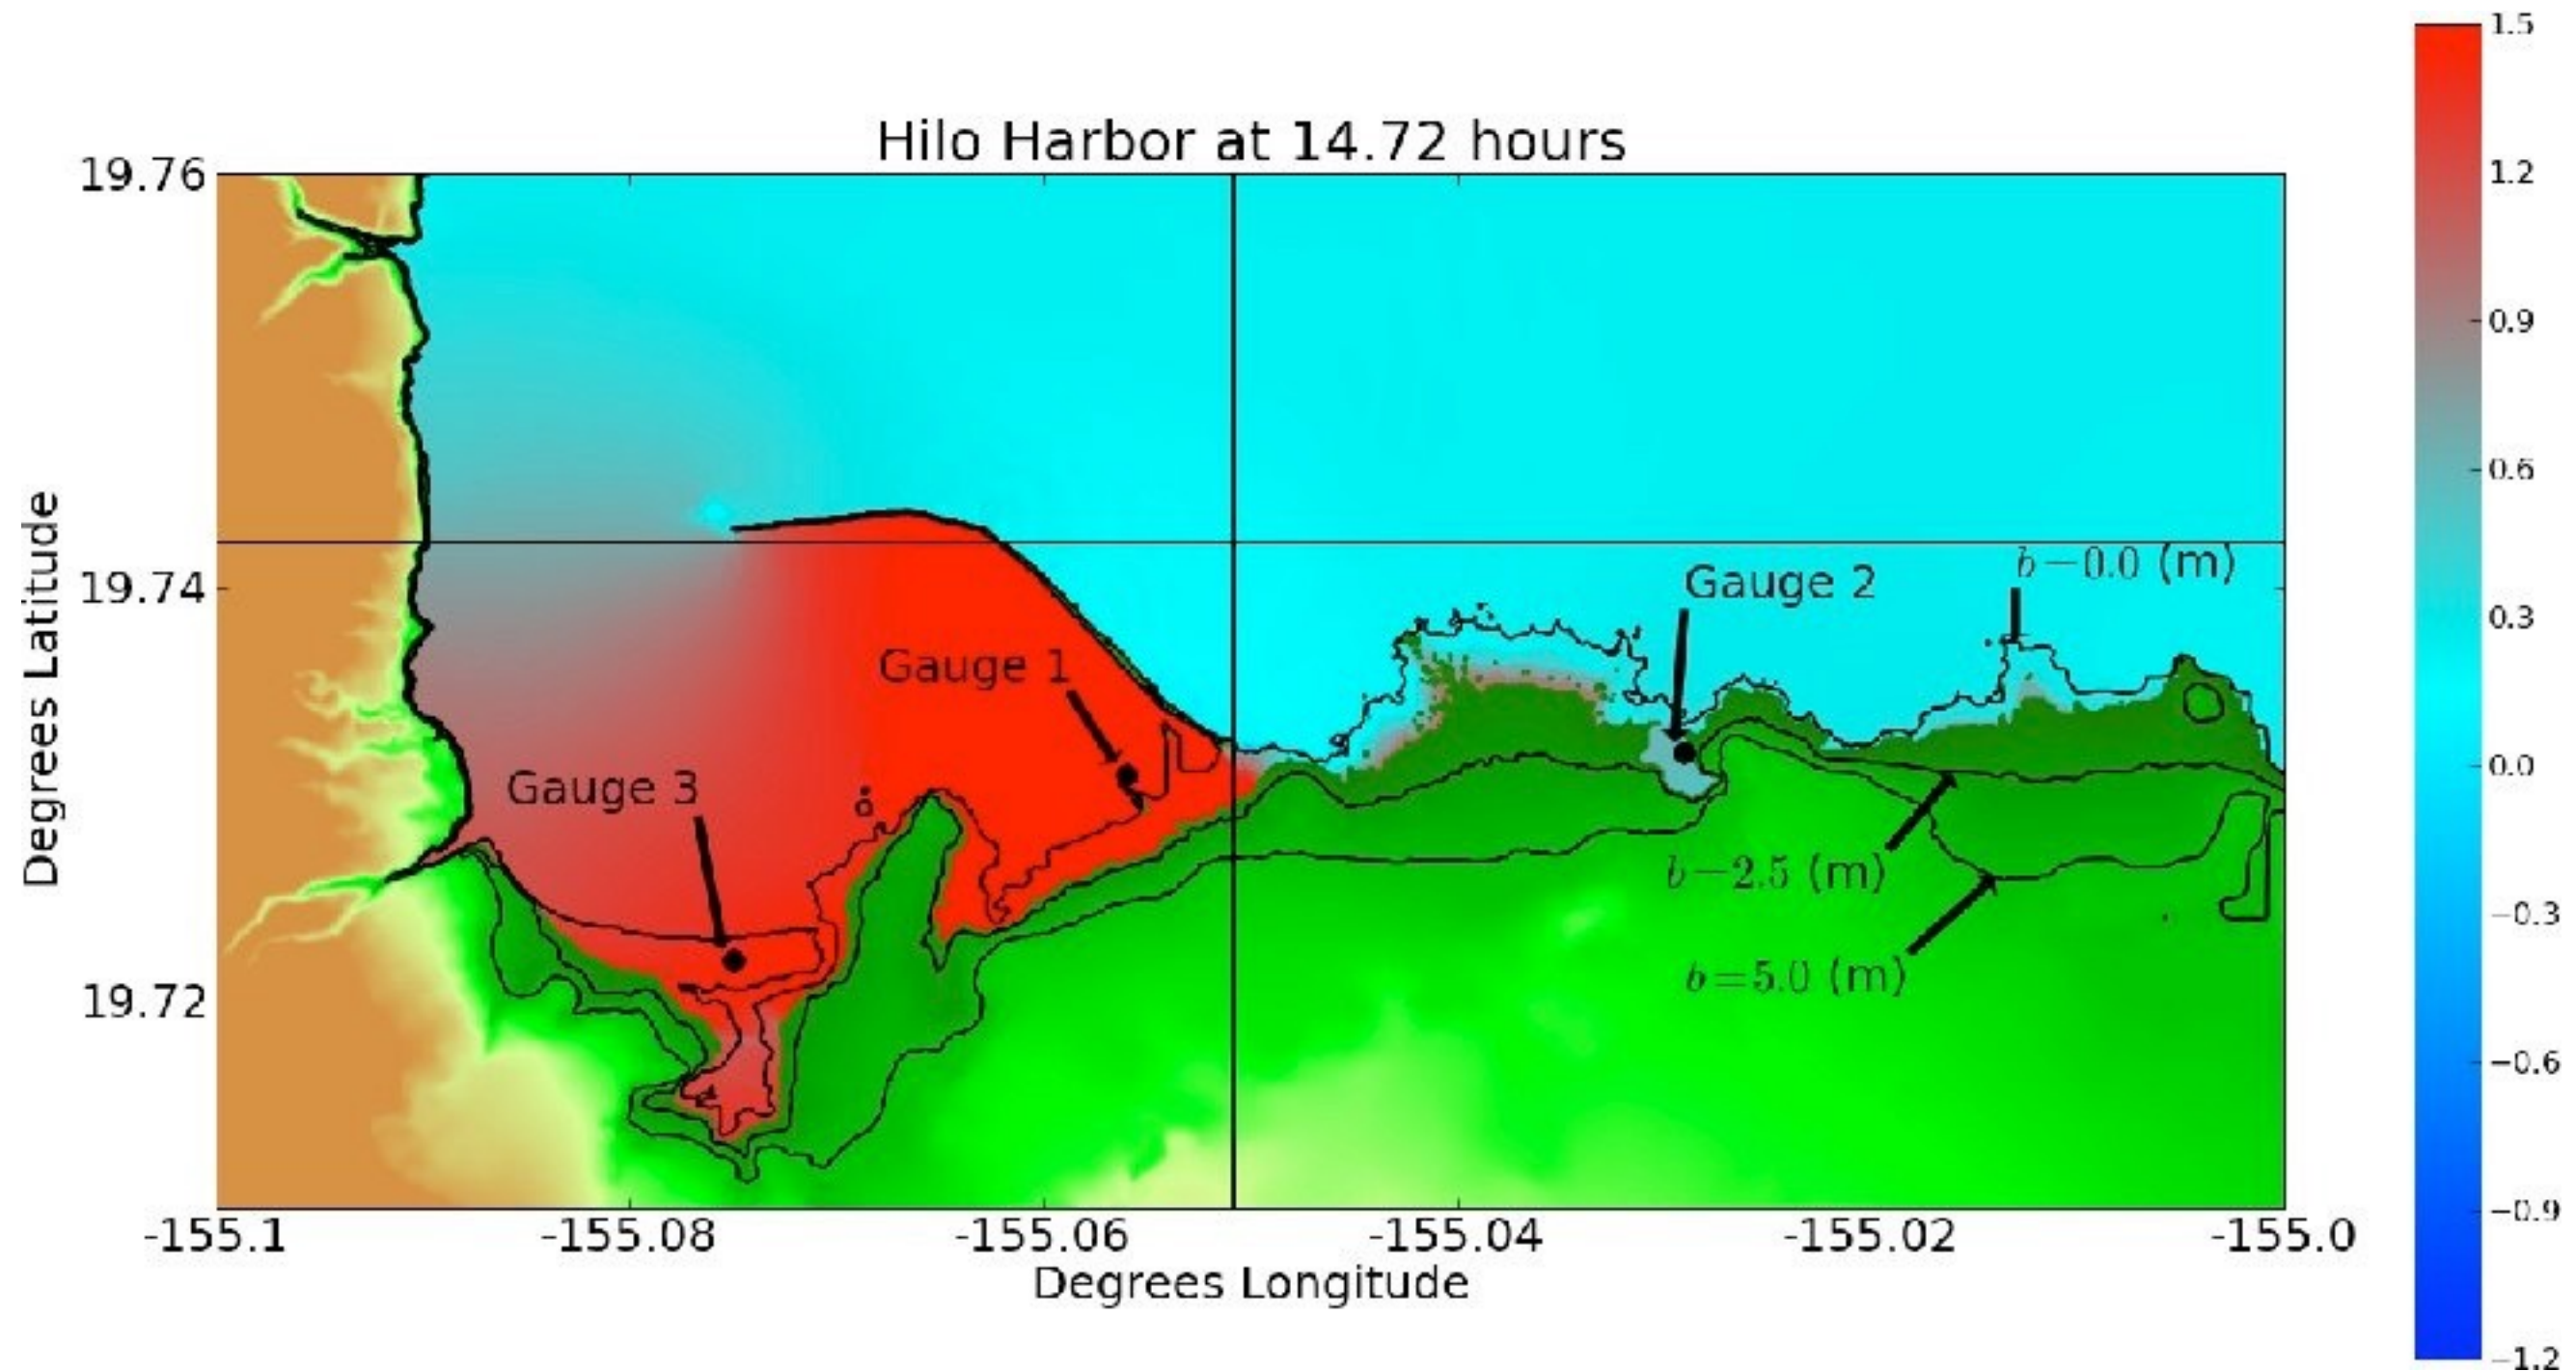 Hilo Harbor at 14.72 hours
Degrees Latitude
19.76
19.74
19.72
-155.1
-155.08
-155.06
-155.04
-155.02
-155.0
Degrees Longitude
Gauge 1
Gauge 2
Gauge 3
b=0.0 (m)
b=2.5 (m)
b=5.0 (m)
1.5
1.2
0.9
0.6
0.3
0.0
−0.3
−0.6
−0.9
−1.2